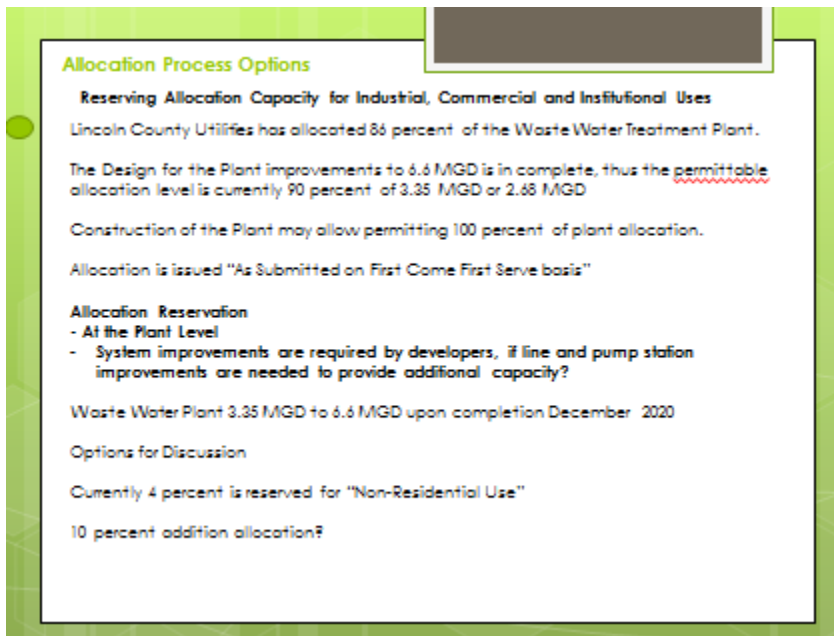 Allocation Process Options
Reserving Allocation Capacity for Industrial, Commercial and Institutional Uses
Lincoln County Utilities has allocated 86 percent of the Waste Water Treatment Plant.
The Design for the Plant improvements to 6.6 MGD is in complete, thus the permittable
allocation level is currently 90 percent of 3.35 MGD or 2.68 MGD
Construction of the Plant may allow permitting 100 percent of plant allocation.
Allocation is issued “As Submitted on First Come First Serve basis”
Allocation Reservation
- At the Plant Level
- System improvements are required by developers, if line and pump station
improvements are needed to provide additional capacity?
Waste Water Plant 3.35 MGD to 6.6 MGD upon completion December 2020
Options for Discussion
Currently 4 percent is reserved for “Non-Residential Use”
10 percent addition allocation?